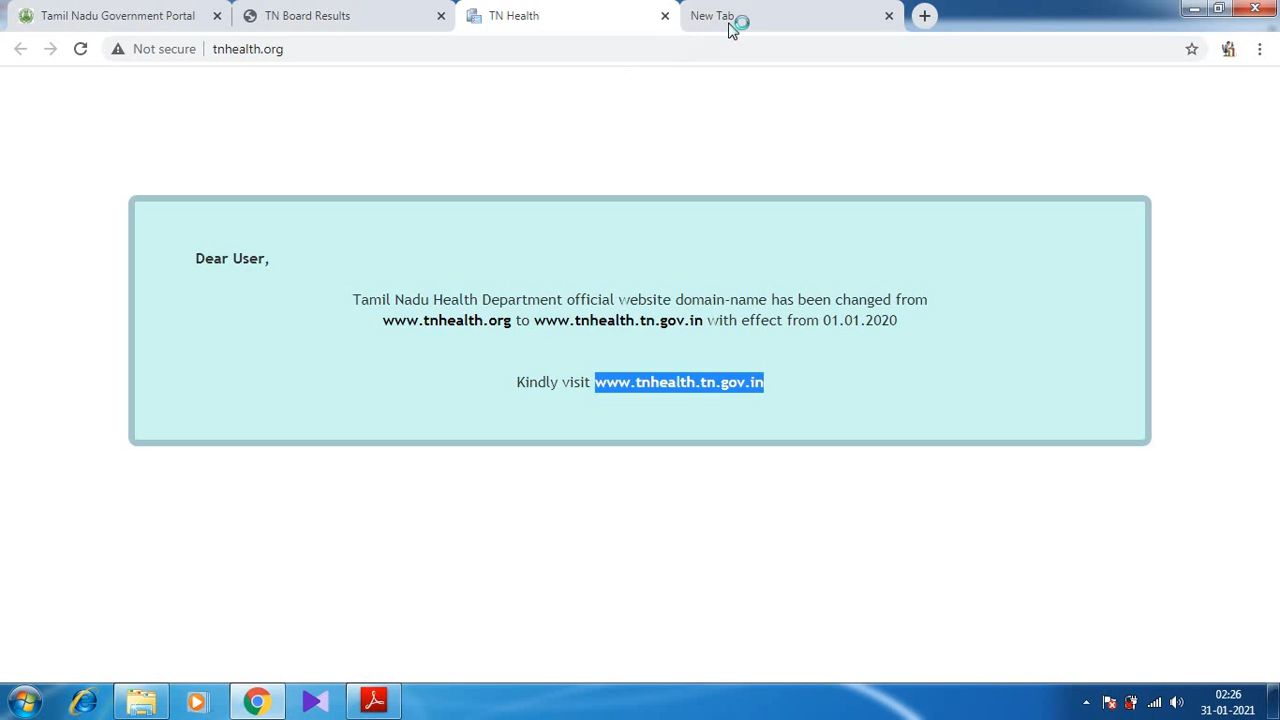 Tamil Nadu Government Portal
TN Board Results
TN Health
New Tab
Not secure
tnhealth.org
Dear User,
Tamil Nadu Health Department official website domain-name has been changed from
www.tnhealth.org to www.tnhealth.tn.gov.in with effect from 01.01.2020
Kindly visit www.tnhealth.tn.gov.in
02:26
31-01-2021